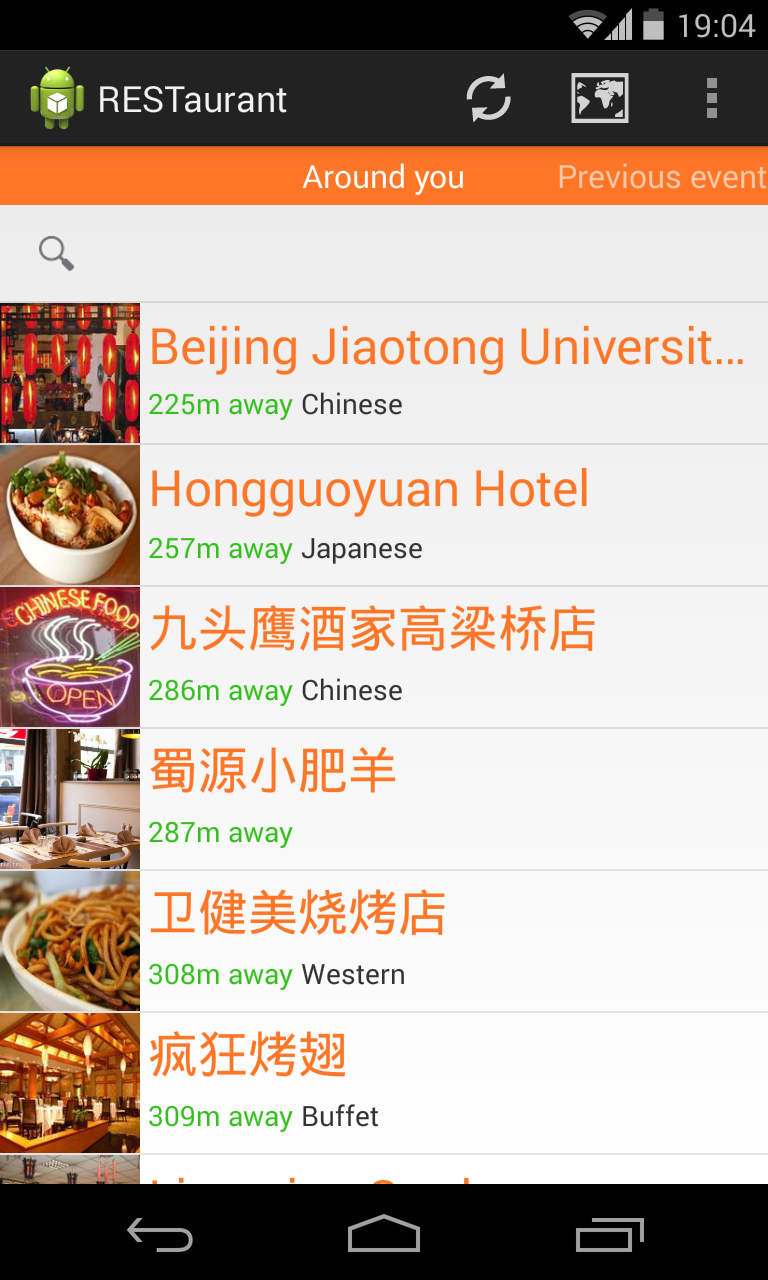 19:04
RESTaurant
Around you
Previous event
Beijing Jiaotong Universit...
225m away Chinese
Hongguoyuan Hotel
257m away Japanese
CHINESE FOOD
OPEN
九头鹰酒家高梁桥店
286m away Chinese
蜀源小肥羊
287m away
卫健美烧烤店
308m away Western
疯狂烤翅
309m away Buffet